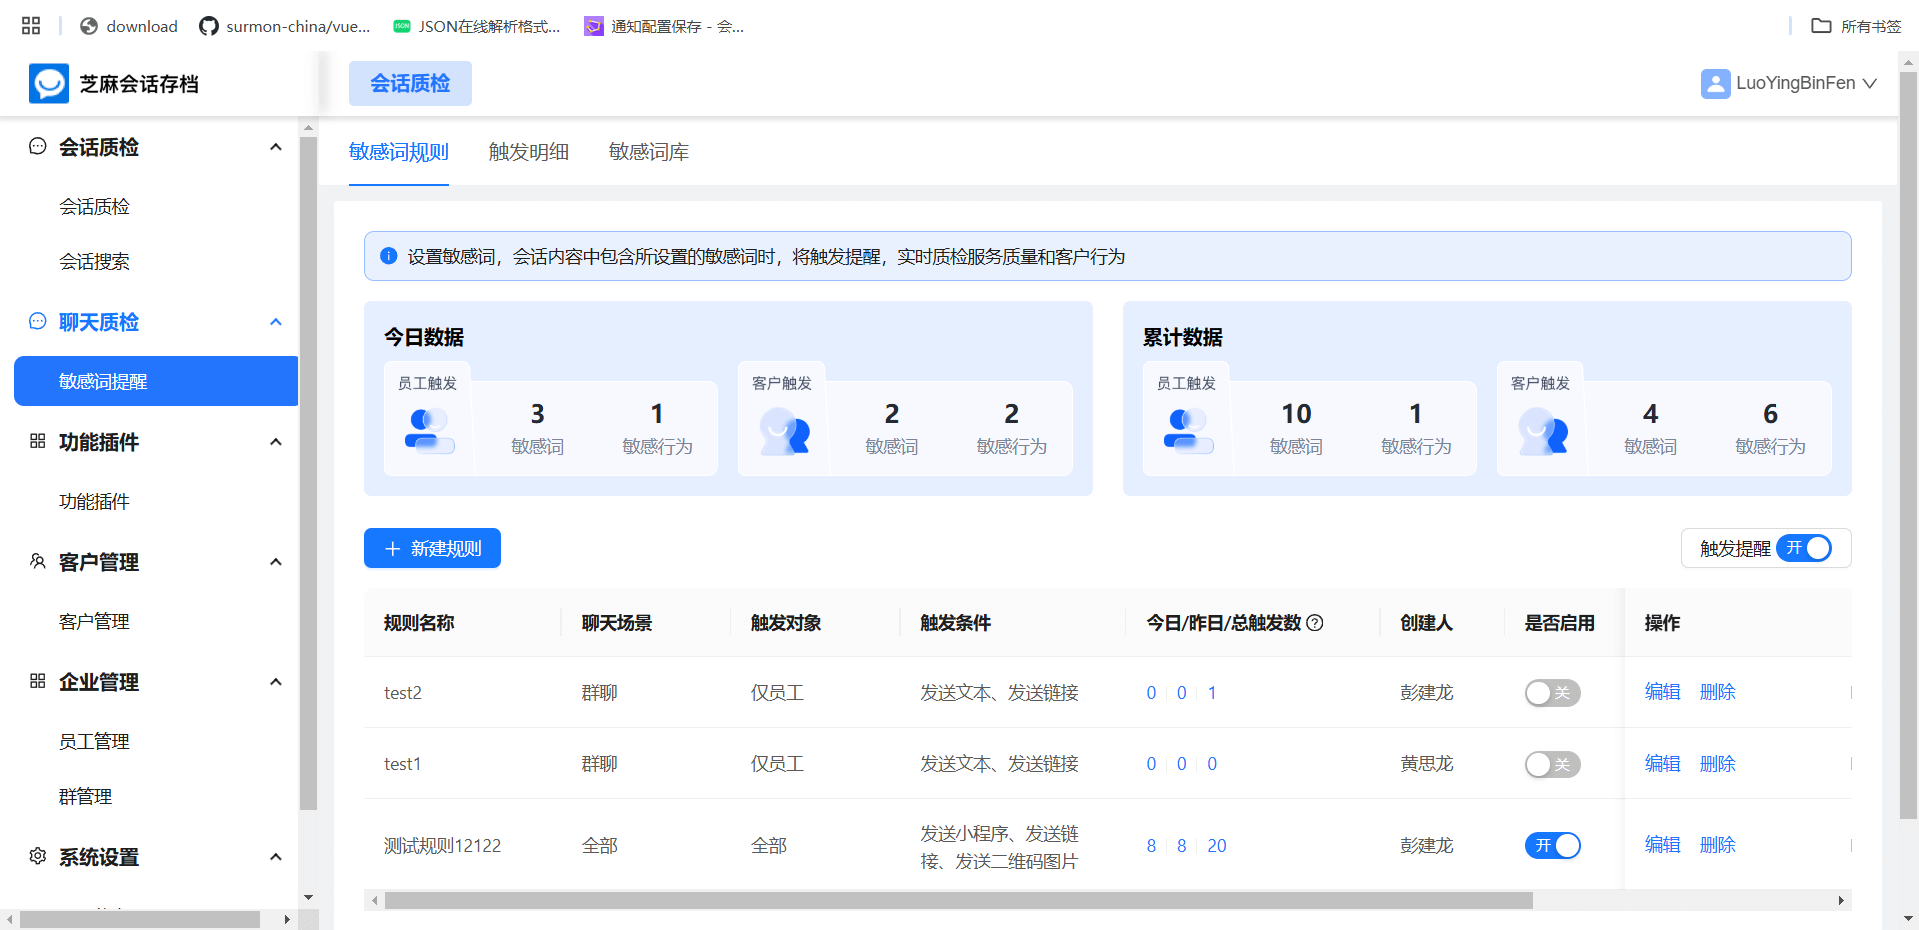 download
surmon-china/vue...
JSON在线解析格式...
通知配置保存 - 会...
所有书签
芝麻会话存档
会话质检
LuoYingBinFen
会话质检
会话质检
会话搜索
聊天质检
敏感词提醒
功能插件
功能插件
客户管理
客户管理
企业管理
员工管理
群管理
系统设置
敏感词规则
触发明细
敏感词库
设置敏感词，会话内容中包含所设置的敏感词时，将触发提醒，实时质检服务质量和客户行为
今日数据
员工触发
3
敏感词
1
敏感行为
客户触发
2
敏感词
2
敏感行为
累计数据
员工触发
10
敏感词
1
敏感行为
客户触发
4
敏感词
6
敏感行为
新建规则
触发提醒 开
规则名称 聊天场景 触发对象 触发条件 今日/昨日/总触发数 创建人 是否启用 操作
test2 群聊 仅员工 发送文本、发送链接 0 0 1 彭建龙 关 编辑 删除
test1 群聊 仅员工 发送文本、发送链接 0 0 0 黄思龙 关 编辑 删除
测试规则12122 全部 全部 发送小程序、发送链
接、发送二维码图片 8 8 20 彭建龙 开 编辑 删除